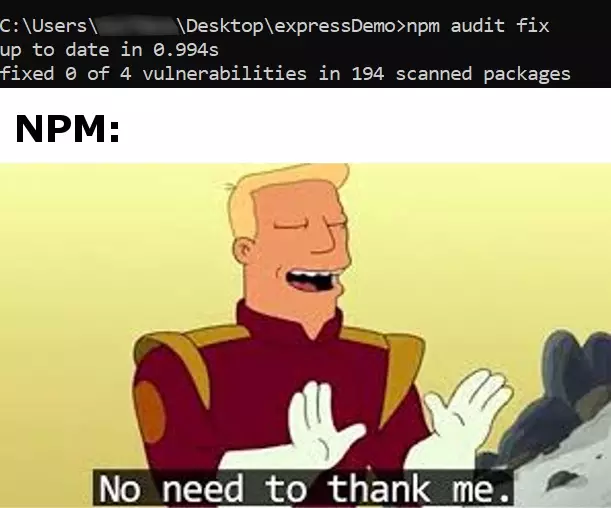 C:\Users\ \Desktop\expressDemo>npm audit fix
up to date in 0.994s
fixed 0 of 4 vulnerabilities in 194 scanned packages
NPM:
No need to thank me.